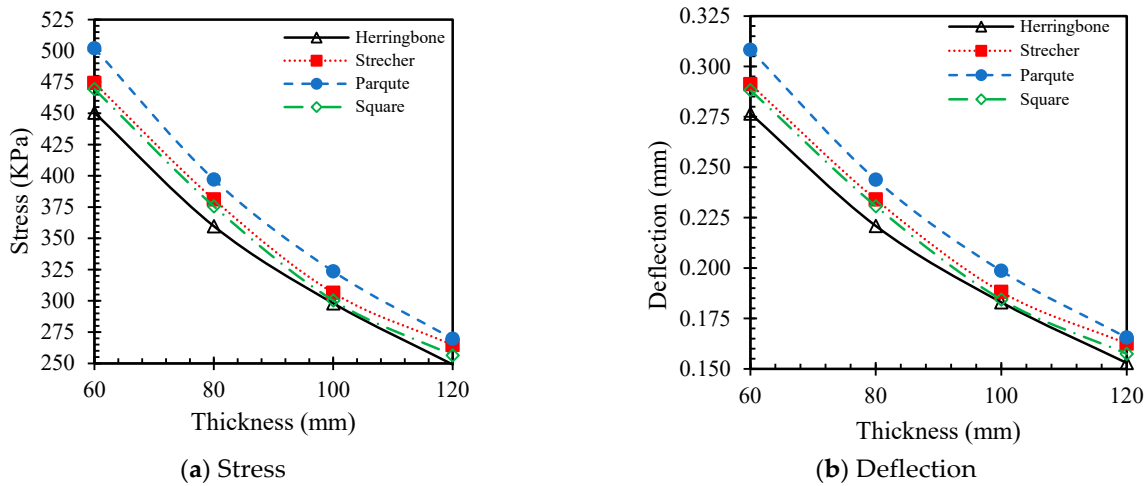 525
500
475
450
425
400
375
350
325
300
275
250
Stress (KPa)
60
80
100
120
Thickness (mm)
Herringbone
Strecher
Parqute
Square
(a) Stress
0.325
0.300
0.275
0.250
0.225
0.200
0.175
0.150
Deflection (mm)
60
80
100
120
Thickness (mm)
Herringbone
Strecher
Parqute
Square
(b) Deflection